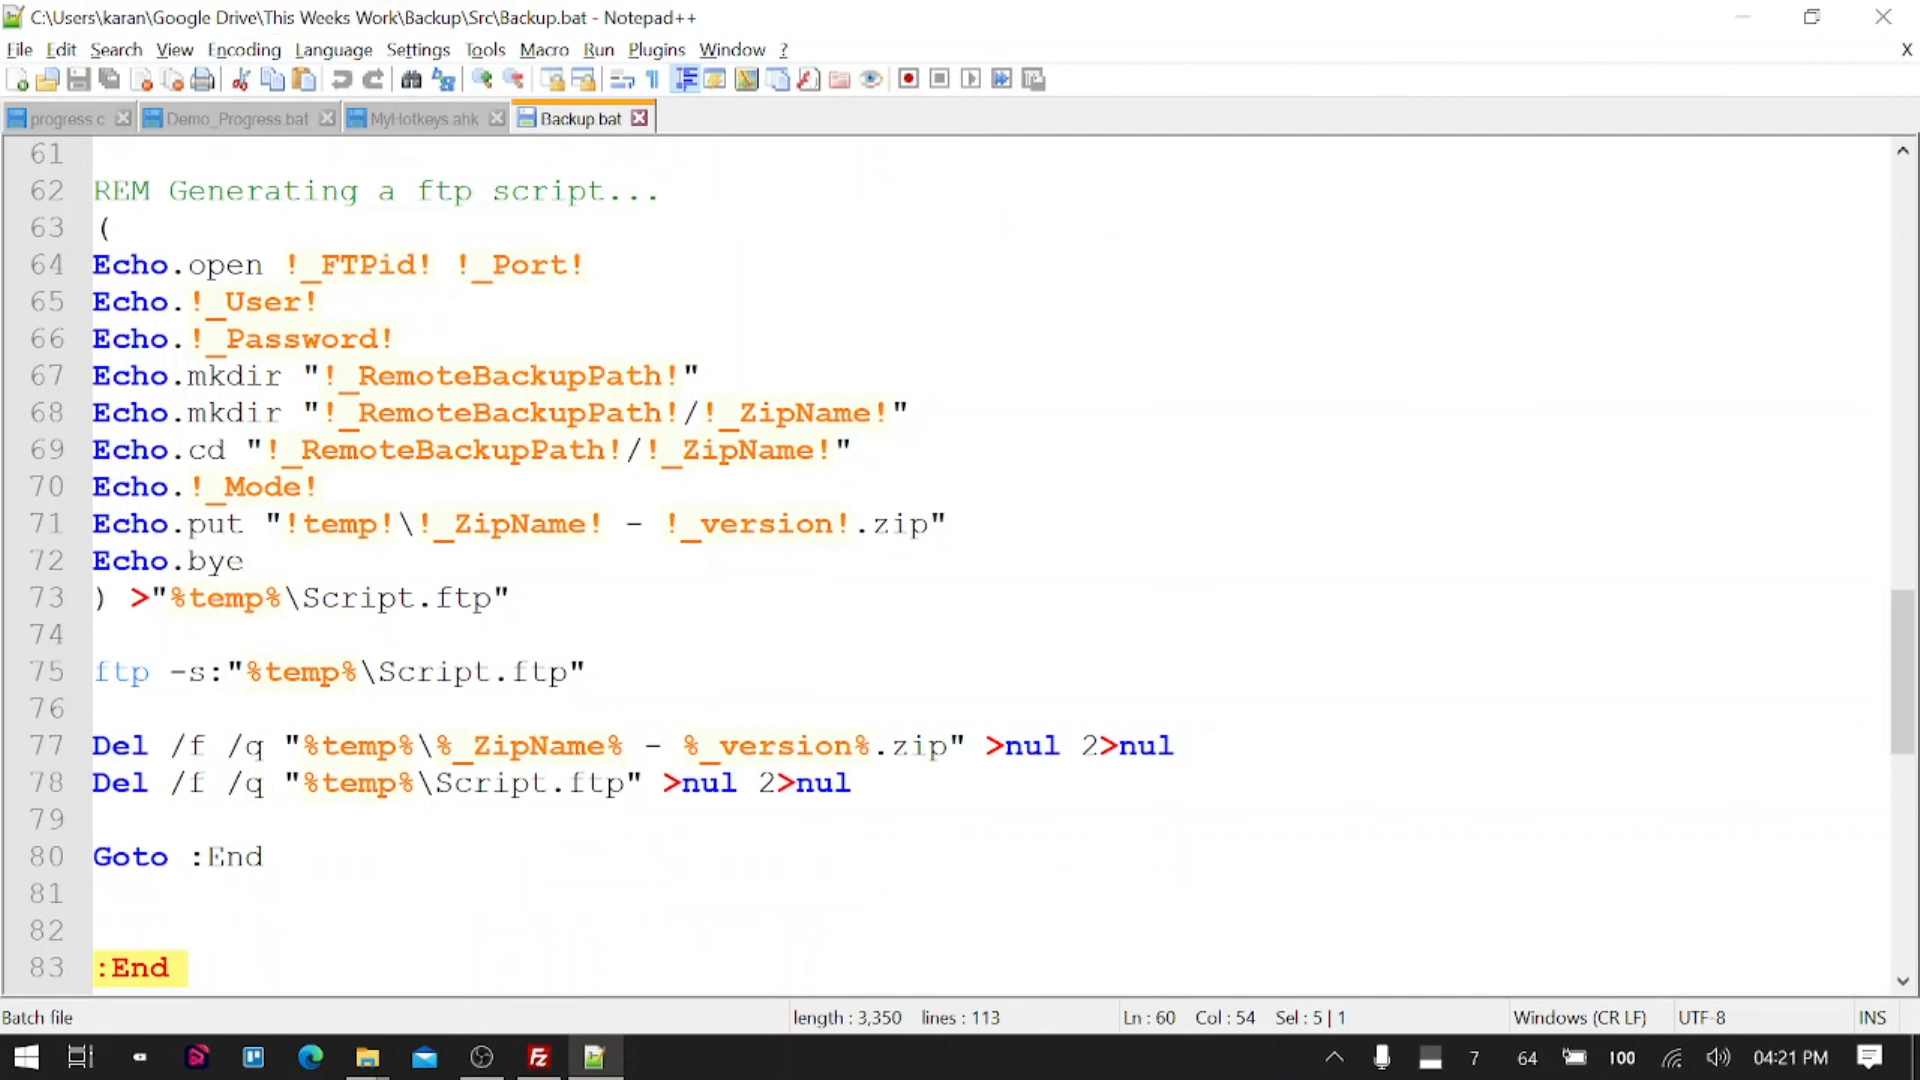 C:\Users\karan\Google Drive\This Weeks Work\Backup\Src\Backup.bat - Notepad++
File Edit Search View Encoding Language Settings Tools Macro Run Plugins Window ? X
progress.c Demo_Progress.bat MyHotkeys.ahk Backup.bat
61
62 REM Generating a ftp script...
63 (
64 Echo.open !_FTPid! !_Port!
65 Echo.!_User!
66 Echo.!_Password!
67 Echo.mkdir "!_RemoteBackupPath!"
68 Echo.mkdir "!_RemoteBackupPath!/!_ZipName!"
69 Echo.cd "!_RemoteBackupPath!/!_ZipName!"
70 Echo.!_Mode!
71 Echo.put "!temp!\!_ZipName! - !_version!.zip"
72 Echo.bye
73 ) >"%temp%\Script.ftp"
74
75 ftp -s:"%temp%\Script.ftp"
76
77 Del /f /q "%temp%\%_ZipName% - %_version%.zip" >nul 2>nul
78 Del /f /q "%temp%\Script.ftp" >nul 2>nul
79
80 Goto :End
81
82
83 :End
Batch file length : 3,350 lines : 113 Ln : 60 Col : 54 Sel : 5 | 1 Windows (CR LF) UTF-8 INS
Fz 7 64 100 04:21 PM